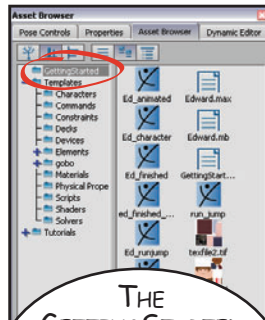 Asset Browser
Pose Controls Properties Asset Browser Dynamic Editor
GettingStarted
Templates
Characters
Commands
Constraints
Decks
Devices
Elements
gobo
Materials
Physical Prope
Scripts
Shaders
Solvers
Tutorials
Ed_animated Edward.max
Ed_character Edward.mb
Ed_finished GettingStart...
ed_finished_... run_jump
Ed_runjump texfile2.tif
THE